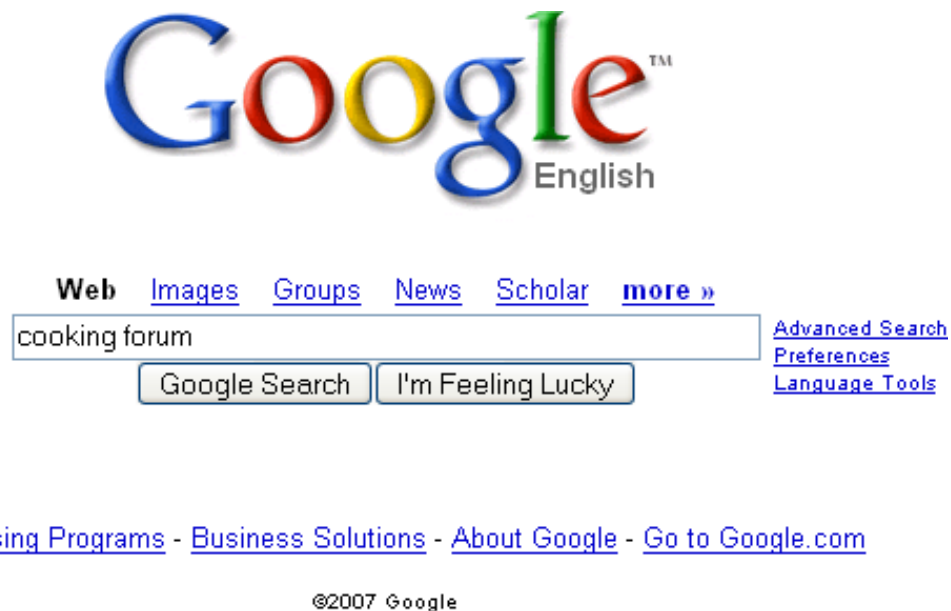 Google™
English
Web Images Groups News Scholar more »
cooking forum
Advanced Search
Preferences
Language Tools
Google Search I'm Feeling Lucky
sing Programs - Business Solutions - About Google - Go to Google.com
©2007 Google